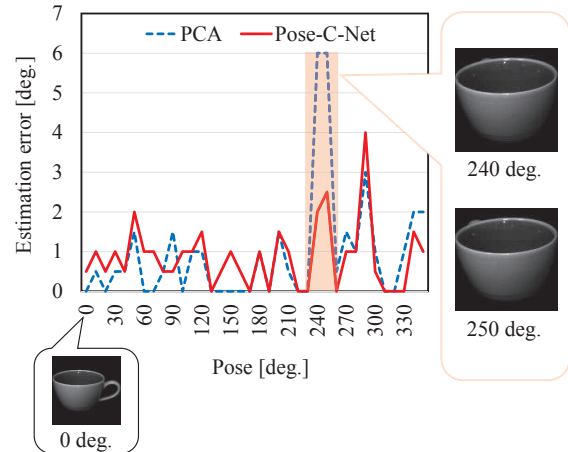 PCA Pose-C-Net
Estimation error [deg.]
7
6
5
4
3
2
1
0
0 30 60 90 120 150 180 210 240 270 300 330
Pose [deg.]
0 deg.
240 deg.
250 deg.